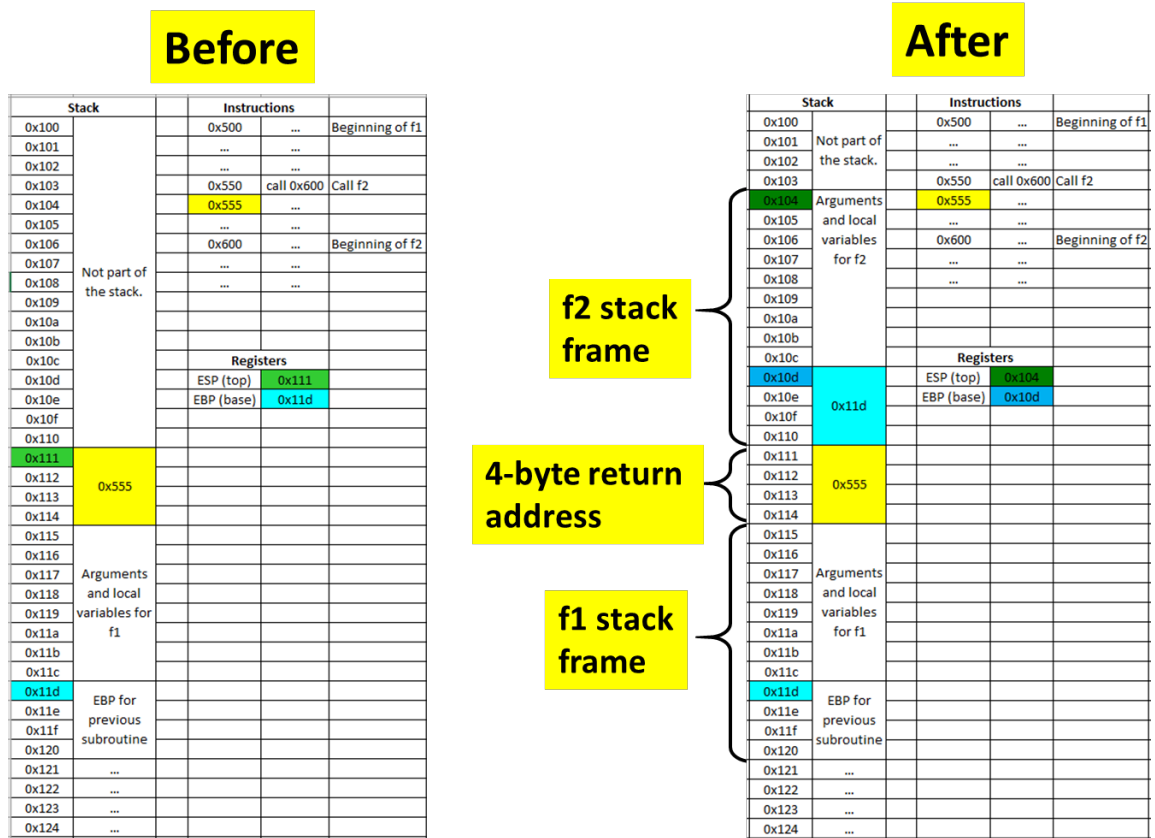 Before
Stack Instructions
0x100 0x500 ... Beginning of f1
0x101 ... ...
0x102 ... ...
0x103 0x550 call 0x600 Call f2
0x104 0x555 ...
0x105 ... ...
0x106 0x600 ... Beginning of f2
0x107 ... ...
Not part of
0x108 ... ...
the stack.
0x109
0x10a
0x10b
0x10c Registers
0x10d ESP (top) 0x111
0x10e EBP (base) 0x11d
0x10f
0x110
0x111
0x112
0x555
0x113
0x114
0x115
0x116
0x117 Arguments
0x118 and local
0x119 variables for
0x11a f1
0x11b
0x11c
0x11d
EBP for
0x11e
previous
0x11f
subroutine
0x120
0x121 ...
0x122 ...
0x123 ...
0x124 ...
After
Stack Instructions
0x100 0x500 ... Beginning of f1
0x101 Not part of ... ...
0x102 the stack. ... ...
0x103 0x550 call 0x600 Call f2
0x104 Arguments 0x555 ...
0x105 and local ... ...
0x106 variables 0x600 ... Beginning of f2
0x107 for f2 ... ...
0x108 ... ...
0x109
0x10a
0x10b
0x10c Registers
0x10d ESP (top) 0x104
0x10e EBP (base) 0x10d
0x11d
0x10f
0x110
0x111
0x112
0x555
0x113
0x114
0x115
0x116
0x117 Arguments
0x118 and local
0x119 variables
0x11a for f1
0x11b
0x11c
0x11d
EBP for
0x11e
previous
0x11f
subroutine
0x120
0x121 ...
0x122 ...
0x123 ...
0x124 ...
f2 stack
frame
4-byte return
address
f1 stack
frame